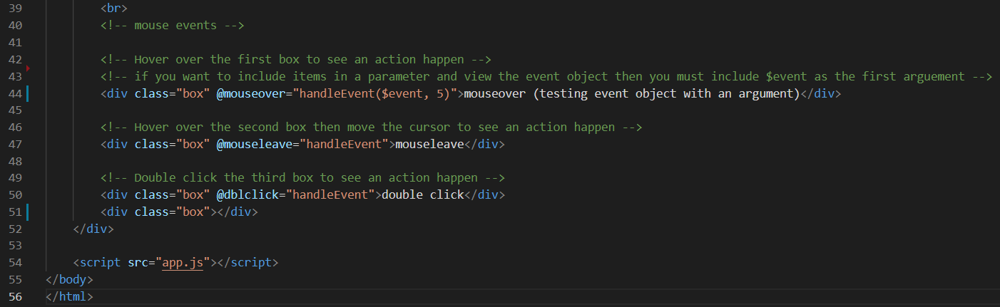 39 <br>
40 <!-- mouse events -->
41
42 <!-- Hover over the first box to see an action happen -->
43 <!-- if you want to include items in a parameter and view the event object then you must include $event as the first arguement -->
44 <div class="box" @mouseover="handleEvent($event, 5)">mouseover (testing event object with an argument)</div>
45
46 <!-- Hover over the second box then move the cursor to see an action happen -->
47 <div class="box" @mouseleave="handleEvent">mouseleave</div>
48
49 <!-- Double click the third box to see an action happen -->
50 <div class="box" @dblclick="handleEvent">double click</div>
51 <div class="box"></div>
52 </div>
53
54 <script src="app.js"></script>
55 </body>
56 </html>